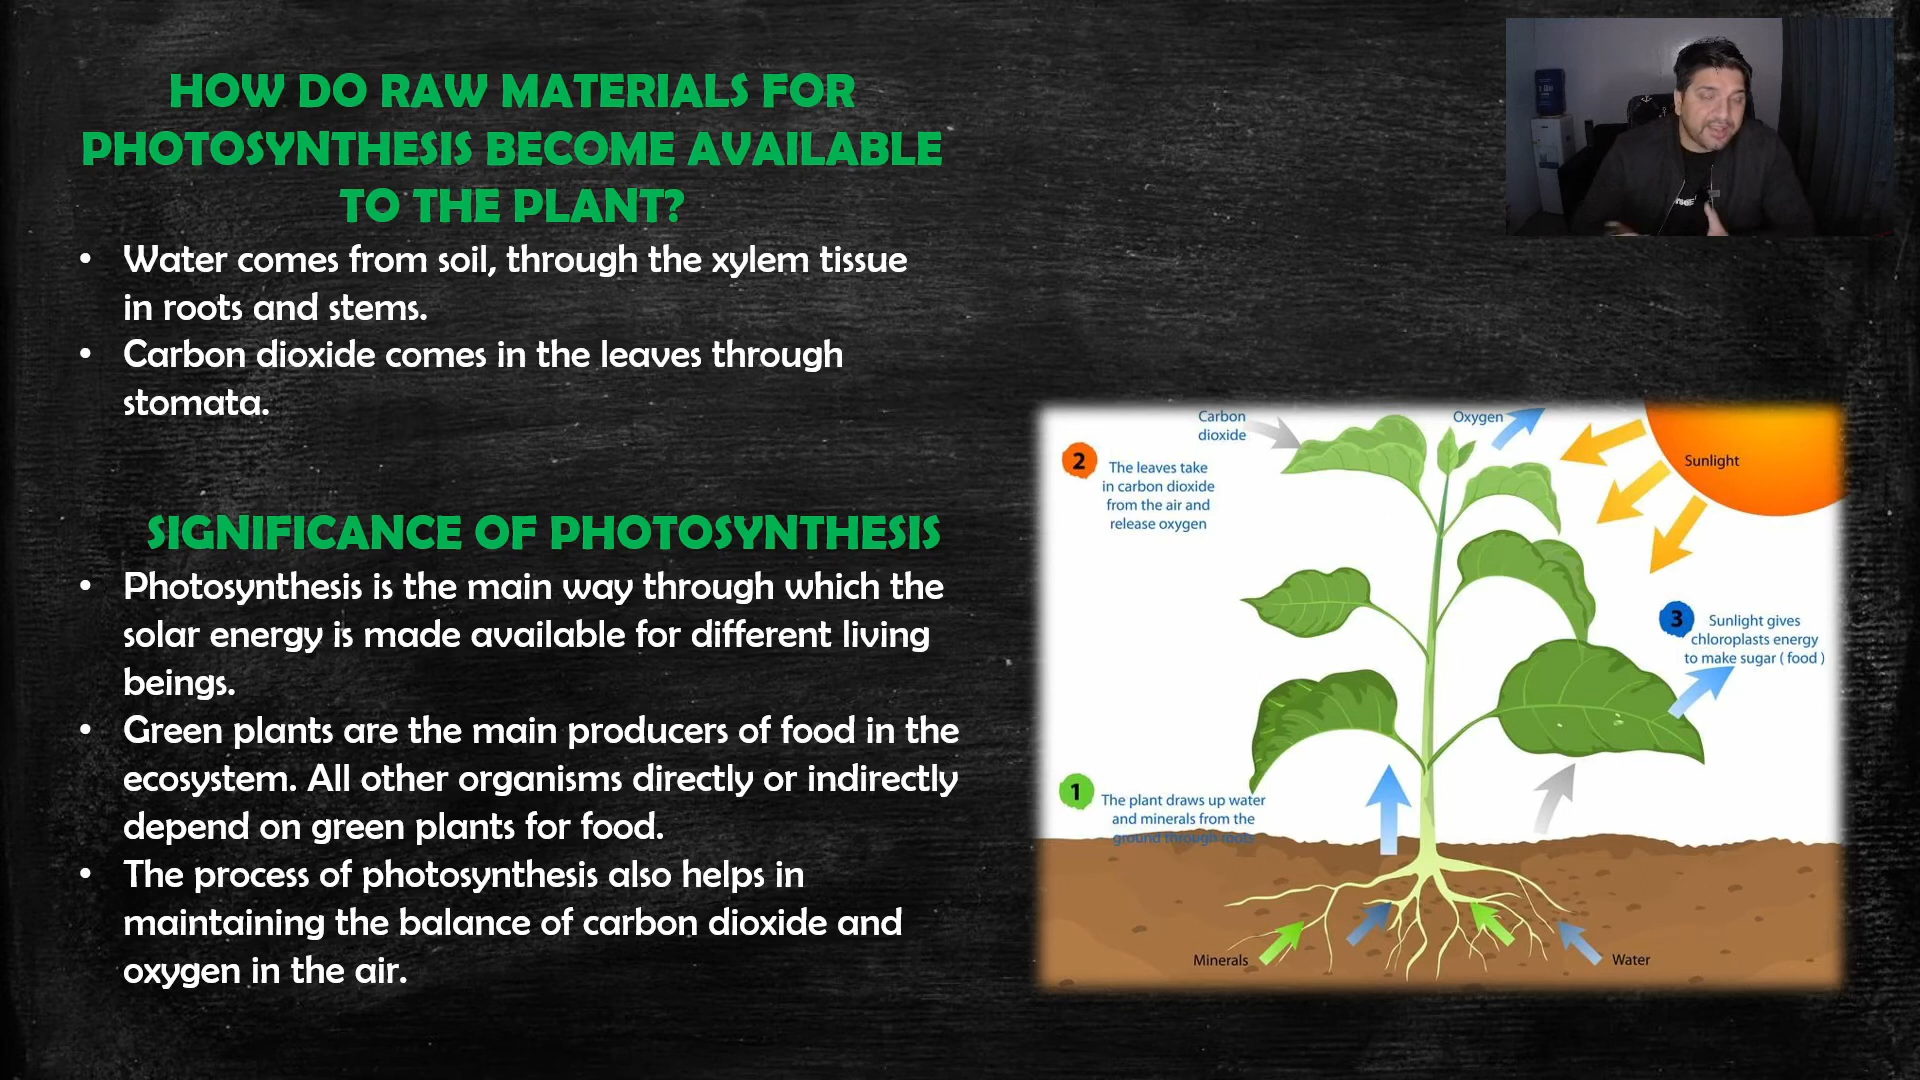 HOW DO RAW MATERIALS FOR
PHOTOSYNTHESIS BECOME AVAILABLE
TO THE PLANT?
• Water comes from soil, through the xylem tissue
in roots and stems.
• Carbon dioxide comes in the leaves through
stomata.
SIGNIFICANCE OF PHOTOSYNTHESIS
• Photosynthesis is the main way through which the
solar energy is made available for different living
beings.
• Green plants are the main producers of food in the
ecosystem. All other organisms directly or indirectly
depend on green plants for food.
• The process of photosynthesis also helps in
maintaining the balance of carbon dioxide and
oxygen in the air.
Carbon
dioxide
Oxygen
Sunlight
2
The leaves take
in carbon dioxide
from the air and
release oxygen
3
Sunlight gives
chloroplasts energy
to make sugar ( food )
1
The plant draws up water
and minerals from the
ground through roots
Minerals
Water